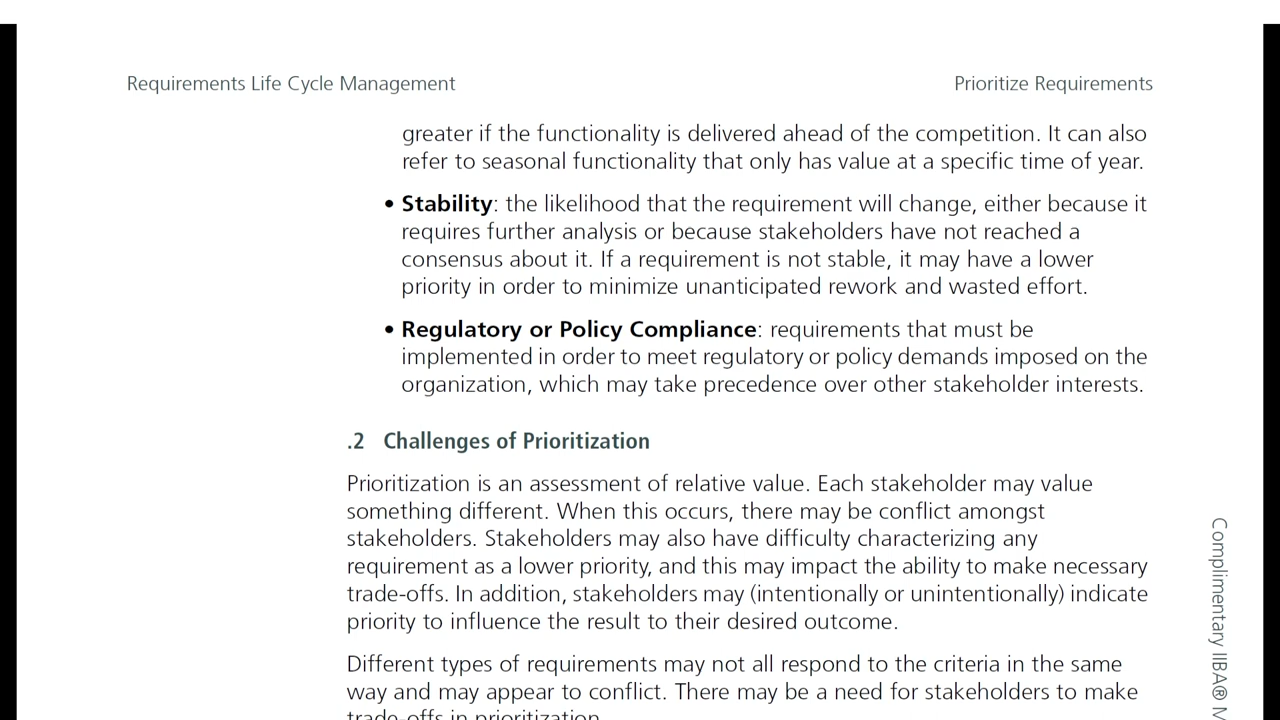 Requirements Life Cycle Management
Prioritize Requirements
greater if the functionality is delivered ahead of the competition. It can also
refer to seasonal functionality that only has value at a specific time of year.
• Stability: the likelihood that the requirement will change, either because it
requires further analysis or because stakeholders have not reached a
consensus about it. If a requirement is not stable, it may have a lower
priority in order to minimize unanticipated rework and wasted effort.
• Regulatory or Policy Compliance: requirements that must be
implemented in order to meet regulatory or policy demands imposed on the
organization, which may take precedence over other stakeholder interests.
.2 Challenges of Prioritization
Prioritization is an assessment of relative value. Each stakeholder may value
something different. When this occurs, there may be conflict amongst
stakeholders. Stakeholders may also have difficulty characterizing any
requirement as a lower priority, and this may impact the ability to make necessary
trade-offs. In addition, stakeholders may (intentionally or unintentionally) indicate
priority to influence the result to their desired outcome.
Different types of requirements may not all respond to the criteria in the same
way and may appear to conflict. There may be a need for stakeholders to make
trade-offs in prioritization.
Complimentary IIBA® M